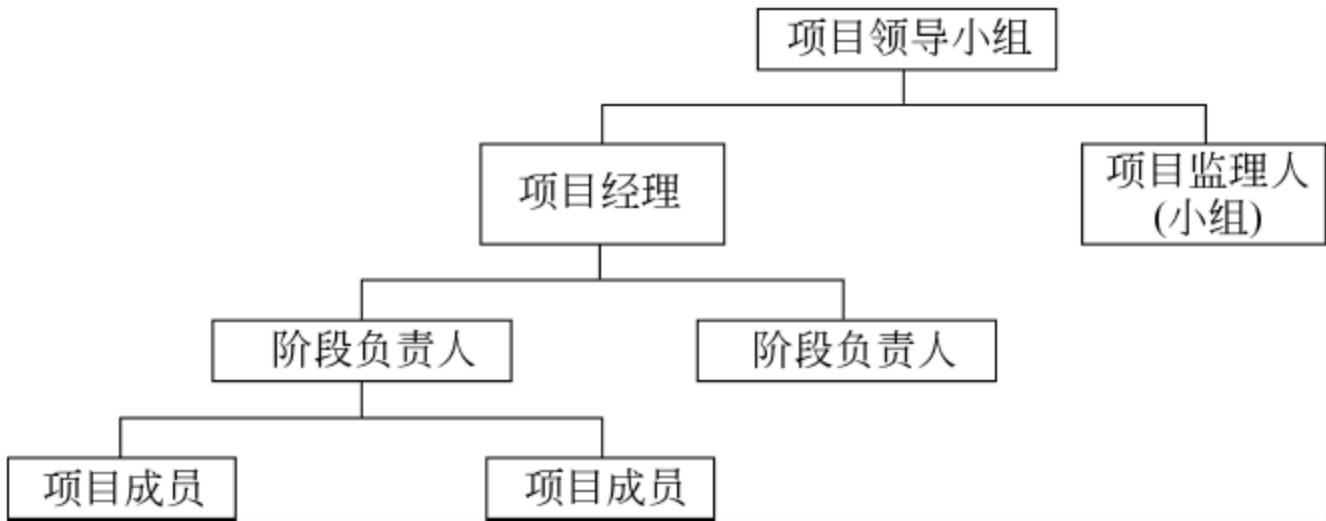 项目领导小组
项目经理
项目监理人
(小组)
阶段负责人
阶段负责人
项目成员
项目成员